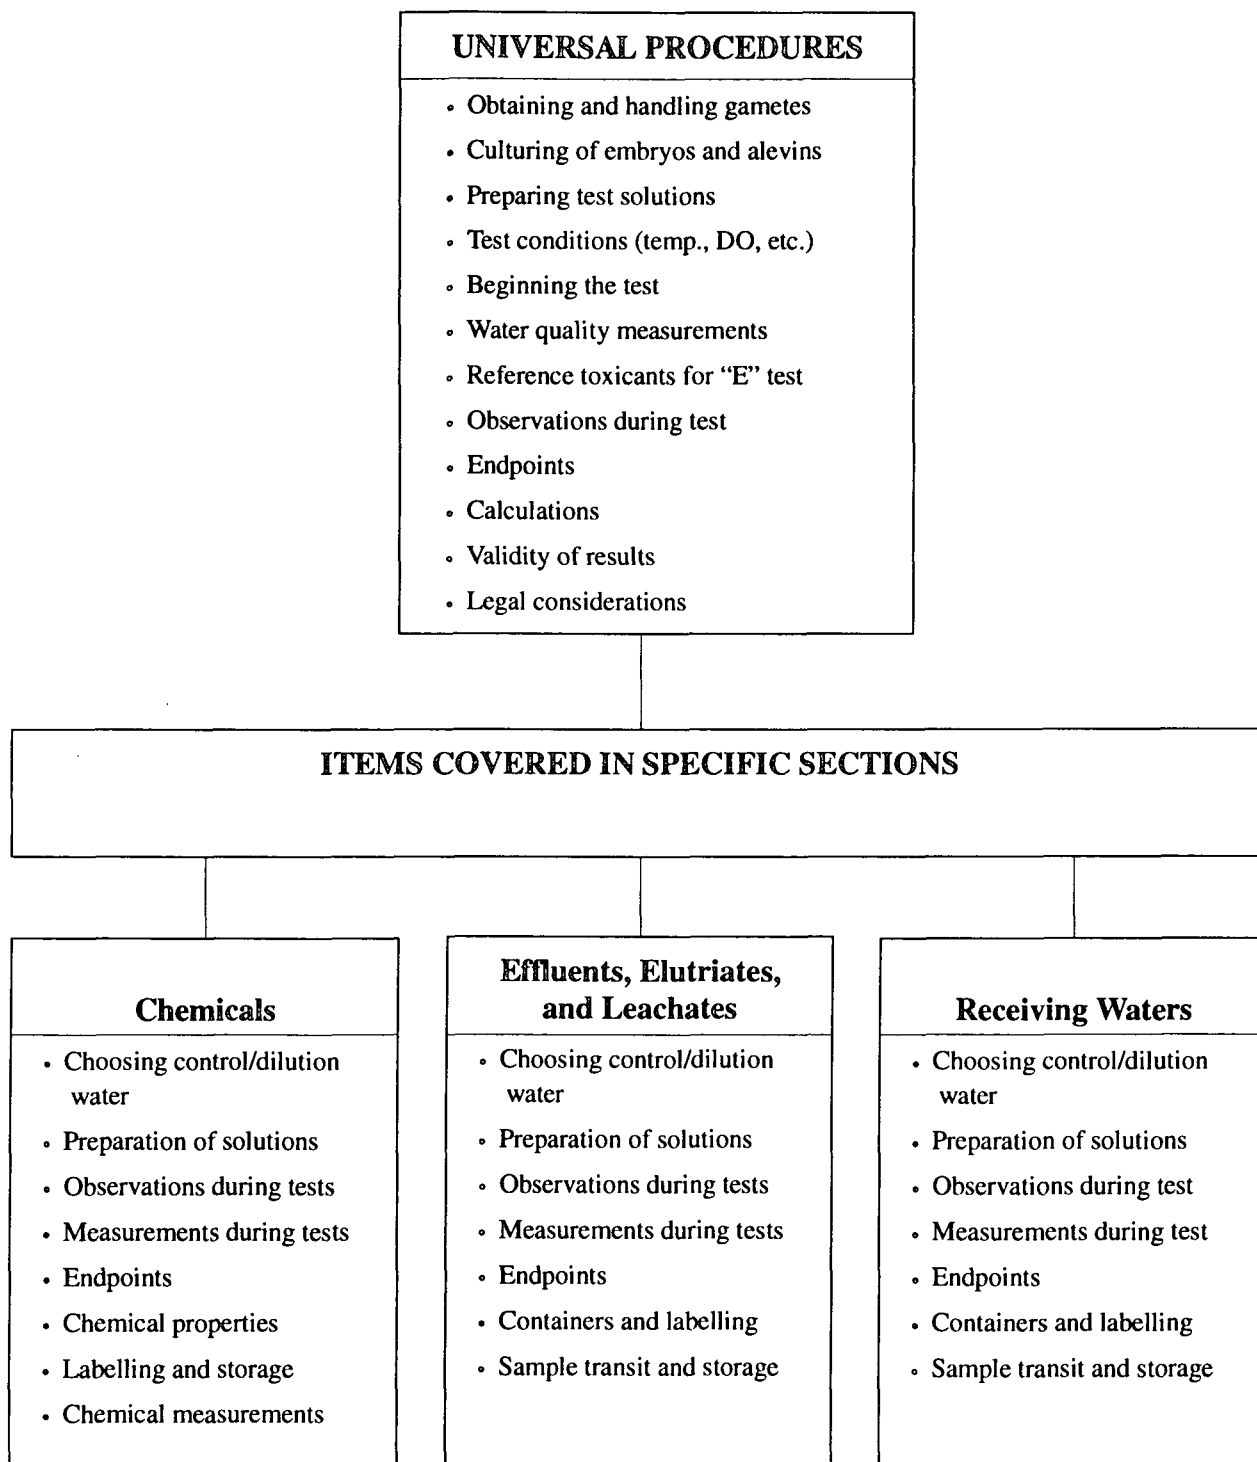 UNIVERSAL PROCEDURES
• Obtaining and handling gametes
• Culturing of embryos and alevins
• Preparing test solutions
• Test conditions (temp., DO, etc.)
• Beginning the test
• Water quality measurements
• Reference toxicants for “E” test
• Observations during test
• Endpoints
• Calculations
• Validity of results
• Legal considerations
ITEMS COVERED IN SPECIFIC SECTIONS
Chemicals
• Choosing control/dilution
water
• Preparation of solutions
• Observations during tests
• Measurements during tests
• Endpoints
• Chemical properties
• Labelling and storage
• Chemical measurements
Effluents, Elutriates,
and Leachates
• Choosing control/dilution
water
• Preparation of solutions
• Observations during tests
• Measurements during tests
• Endpoints
• Containers and labelling
• Sample transit and storage
Receiving Waters
• Choosing control/dilution
water
• Preparation of solutions
• Observations during test
• Measurements during test
• Endpoints
• Containers and labelling
• Sample transit and storage